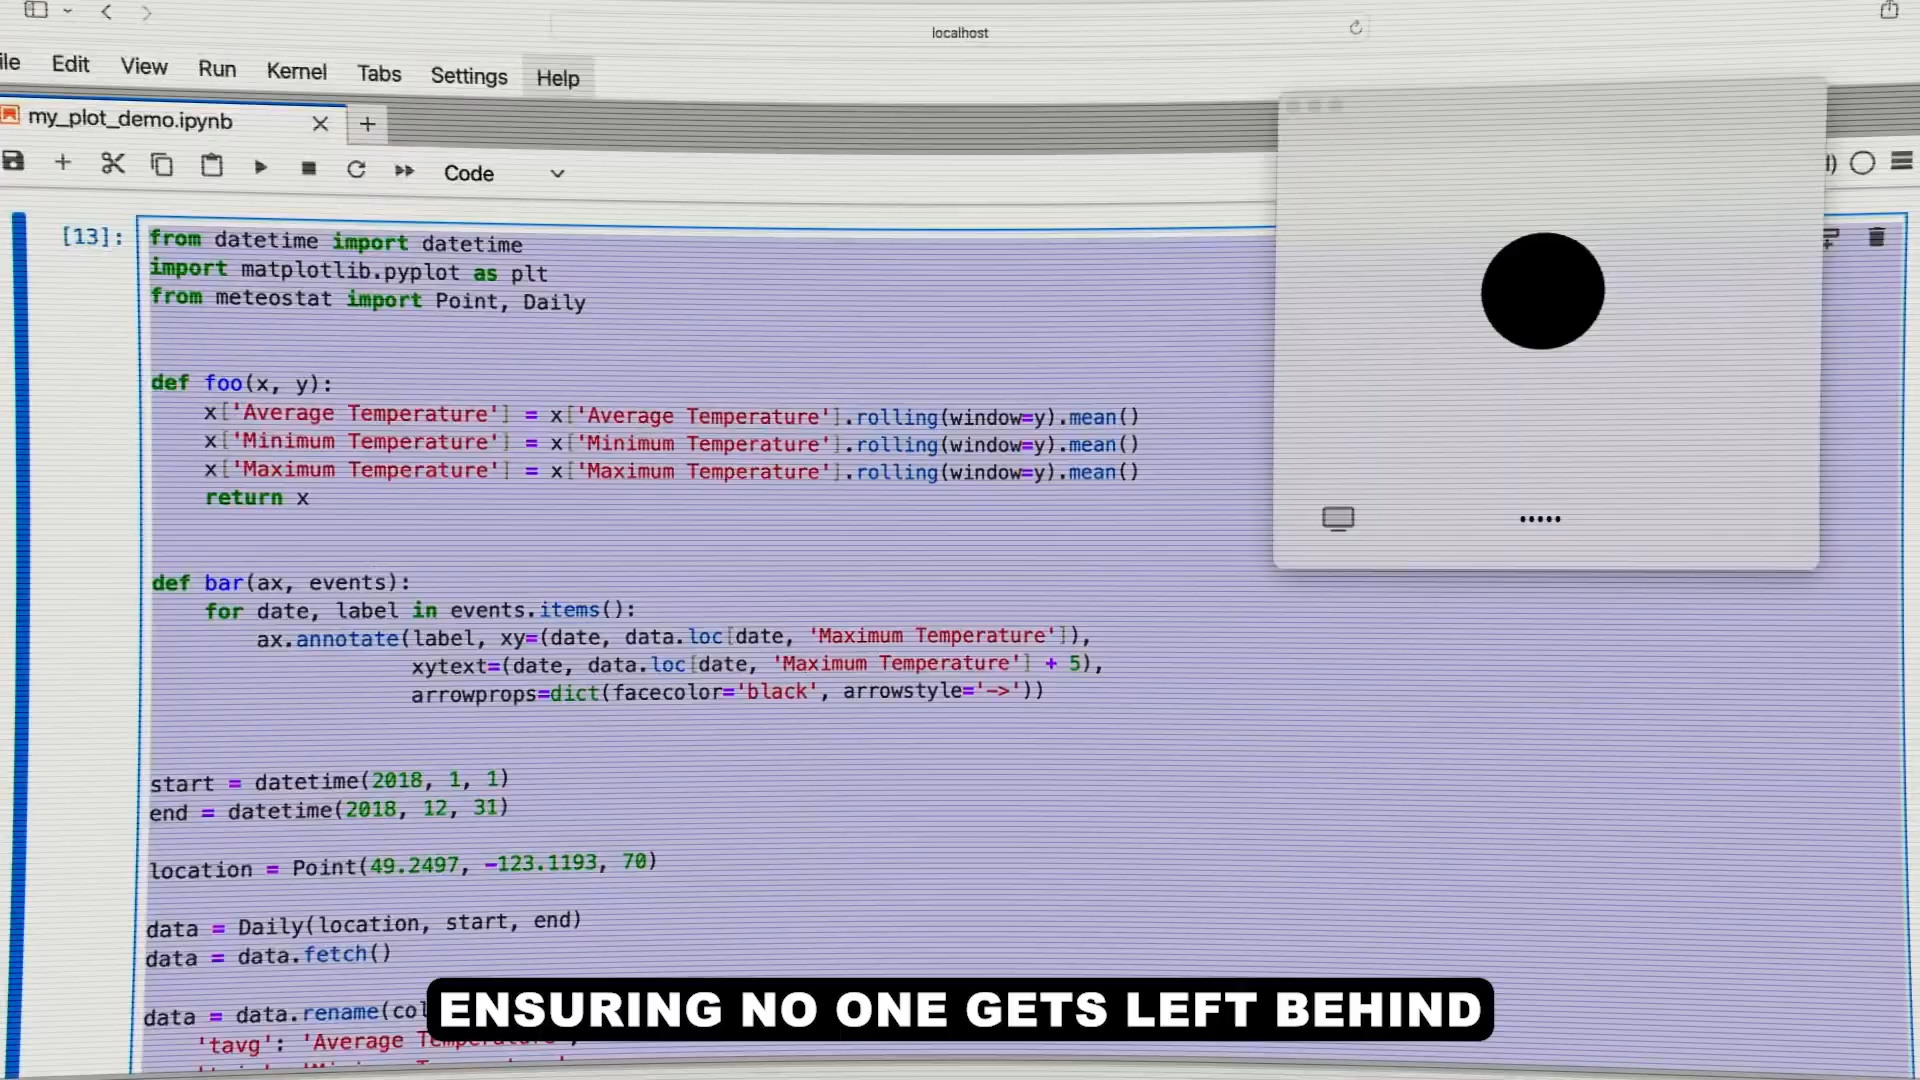 localhost
ile Edit View Run Kernel Tabs Settings Help
my_plot_demo.ipynb
Code
[13]:
from datetime import datetime
import matplotlib.pyplot as plt
from meteostat import Point, Daily
def foo(x, y):
x['Average Temperature'] = x['Average Temperature'].rolling(window=y).mean()
x['Minimum Temperature'] = x['Minimum Temperature'].rolling(window=y).mean()
x['Maximum Temperature'] = x['Maximum Temperature'].rolling(window=y).mean()
return x
def bar(ax, events):
for date, label in events.items():
ax.annotate(label, xy=(date, data.loc[date, 'Maximum Temperature']),
xytext=(date, data.loc[date, 'Maximum Temperature'] + 5),
arrowprops=dict(facecolor='black', arrowstyle='->'))
start = datetime(2018, 1, 1)
end = datetime(2018, 12, 31)
location = Point(49.2497, -123.1193, 70)
data = Daily(location, start, end)
data = data.fetch()
data = data.rename(col
'tavg': 'Average
ENSURING NO ONE GETS LEFT BEHIND